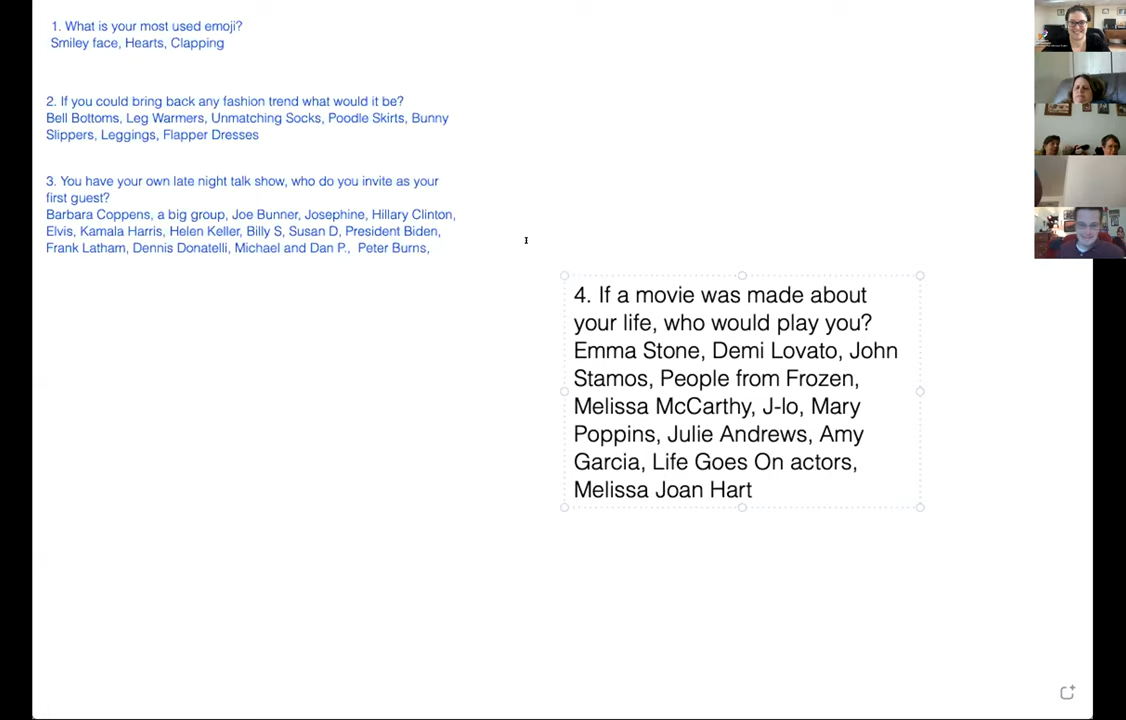 1. What is your most used emoji?
Smiley face, Hearts, Clapping
2. If you could bring back any fashion trend what would it be?
Bell Bottoms, Leg Warmers, Unmatching Socks, Poodle Skirts, Bunny
Slippers, Leggings, Flapper Dresses
3. You have your own late night talk show, who do you invite as your
first guest?
Barbara Coppens, a big group, Joe Bunner, Josephine, Hillary Clinton,
Elvis, Kamala Harris, Helen Keller, Billy S, Susan D, President Biden,
Frank Latham, Dennis Donatelli, Michael and Dan P., Peter Burns,
4. If a movie was made about
your life, who would play you?
Emma Stone, Demi Lovato, John
Stamos, People from Frozen,
Melissa McCarthy, J-lo, Mary
Poppins, Julie Andrews, Amy
Garcia, Life Goes On actors,
Melissa Joan Hart